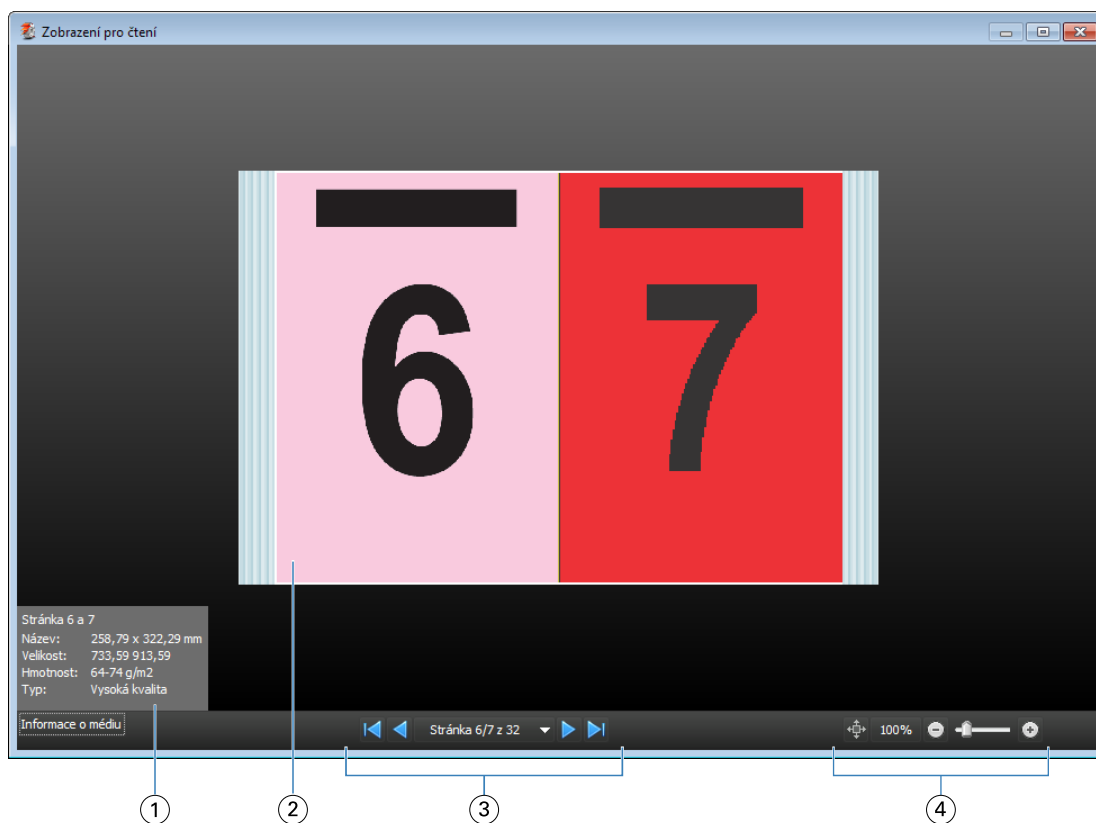 Zobrazení pro čtení
6 7
Stránka 6 a 7
Název: 258,79 x 322,29 mm
Velikost: 733,59 913,59
Hmotnost: 64-74 g/m2
Typ: Vysoká kvalita
Informace o médiu
Stránka 6/7 z 32
100%
1 2 3 4